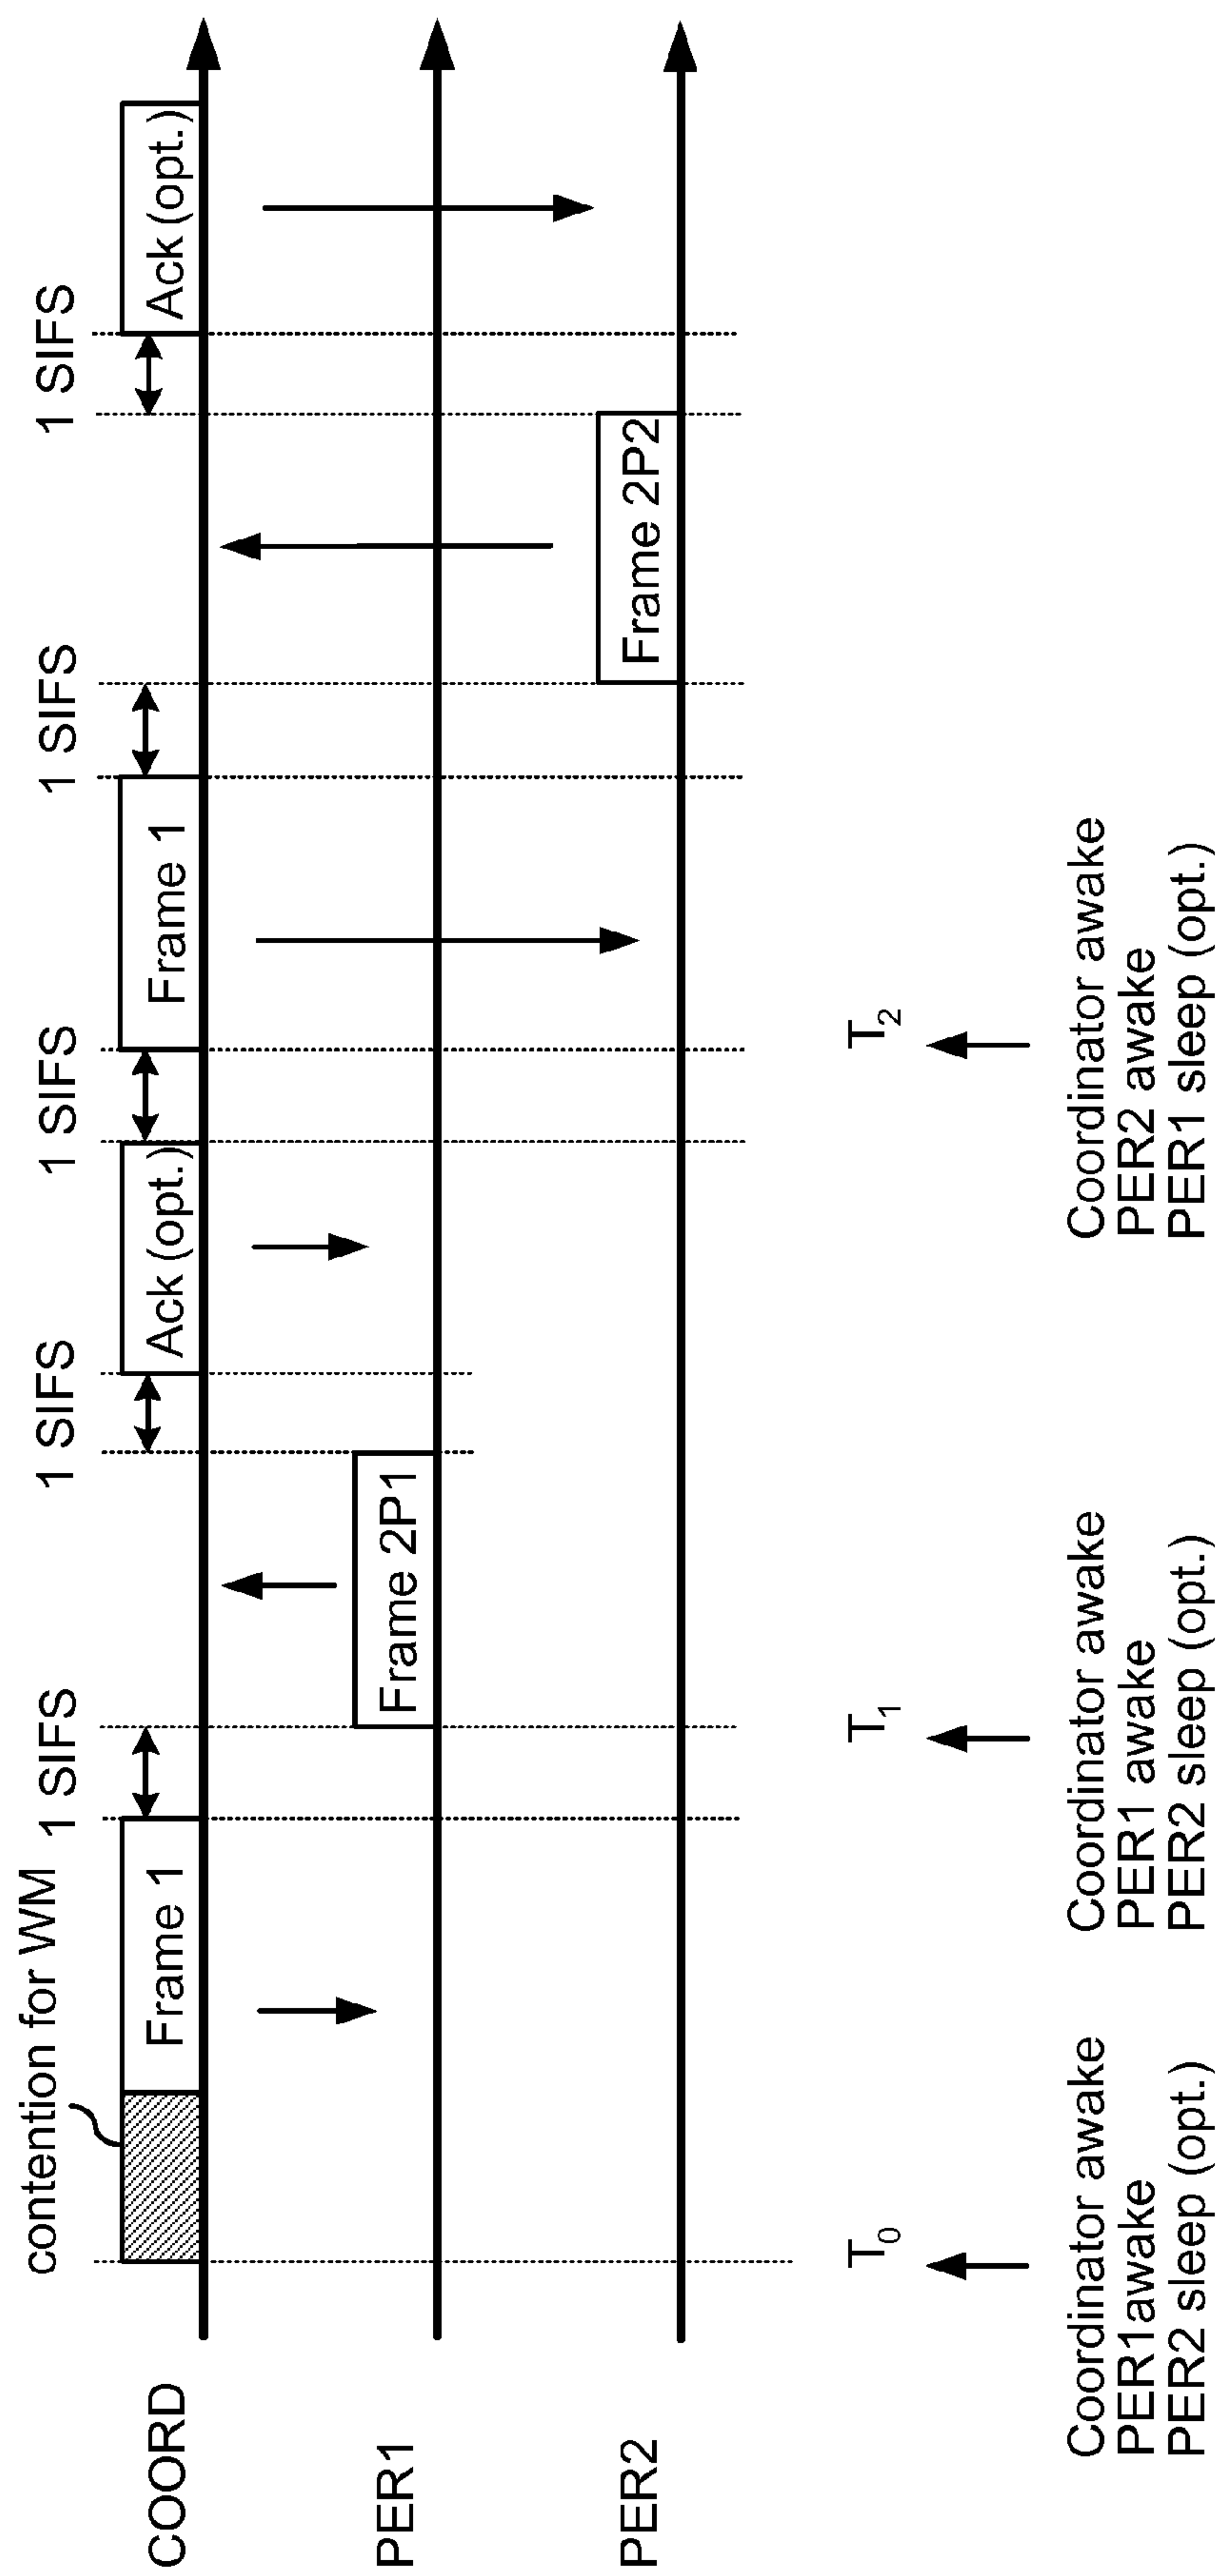 contention for WM
1 SIFS
1 SIFS
1 SIFS
1 SIFS
1 SIFS
COORD
Frame 1
Ack (opt.)
Frame 1
Ack (opt.)
PER1
Frame 2P1
PER2
Frame 2P2
T0
T1
T2
Coordinator awake
PER1awake
PER2 sleep (opt.)
Coordinator awake
PER1 awake
PER2 sleep (opt.)
Coordinator awake
PER2 awake
PER1 sleep (opt.)